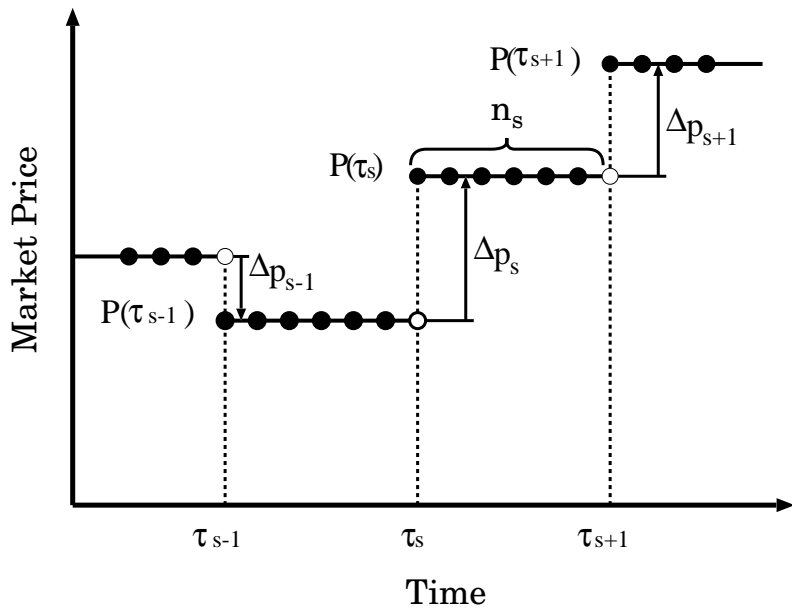 P(τs+1)
ns
Δps+1
P(τs)
Δps
Δps-1
P(τs-1)
Market Price
τs-1
τs
τs+1
Time